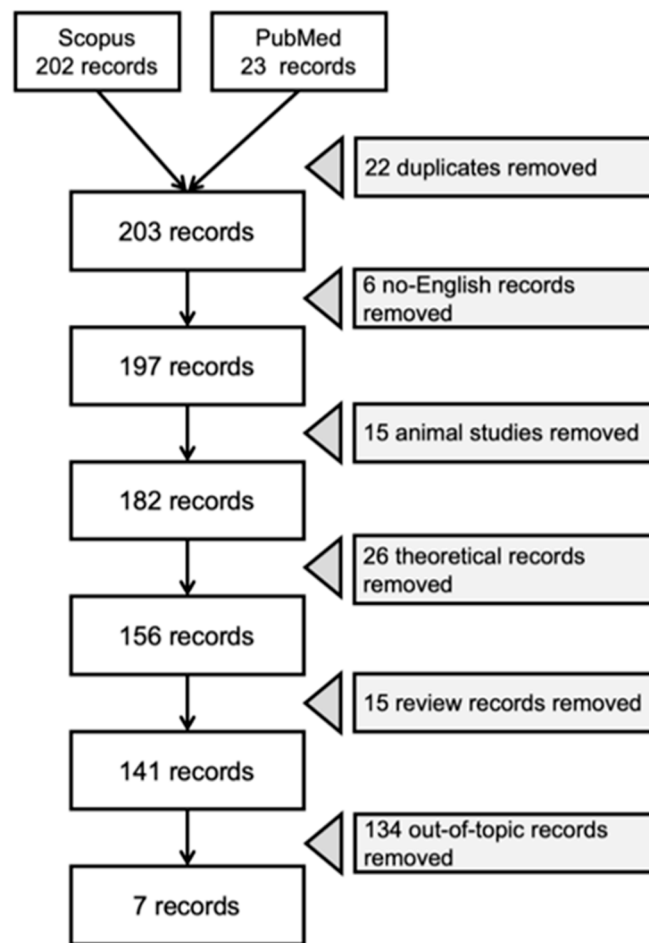 Scopus
202 records
PubMed
23 records
22 duplicates removed
203 records
6 no-English records
removed
197 records
15 animal studies removed
182 records
26 theoretical records
removed
156 records
15 review records removed
141 records
134 out-of-topic records
removed
7 records